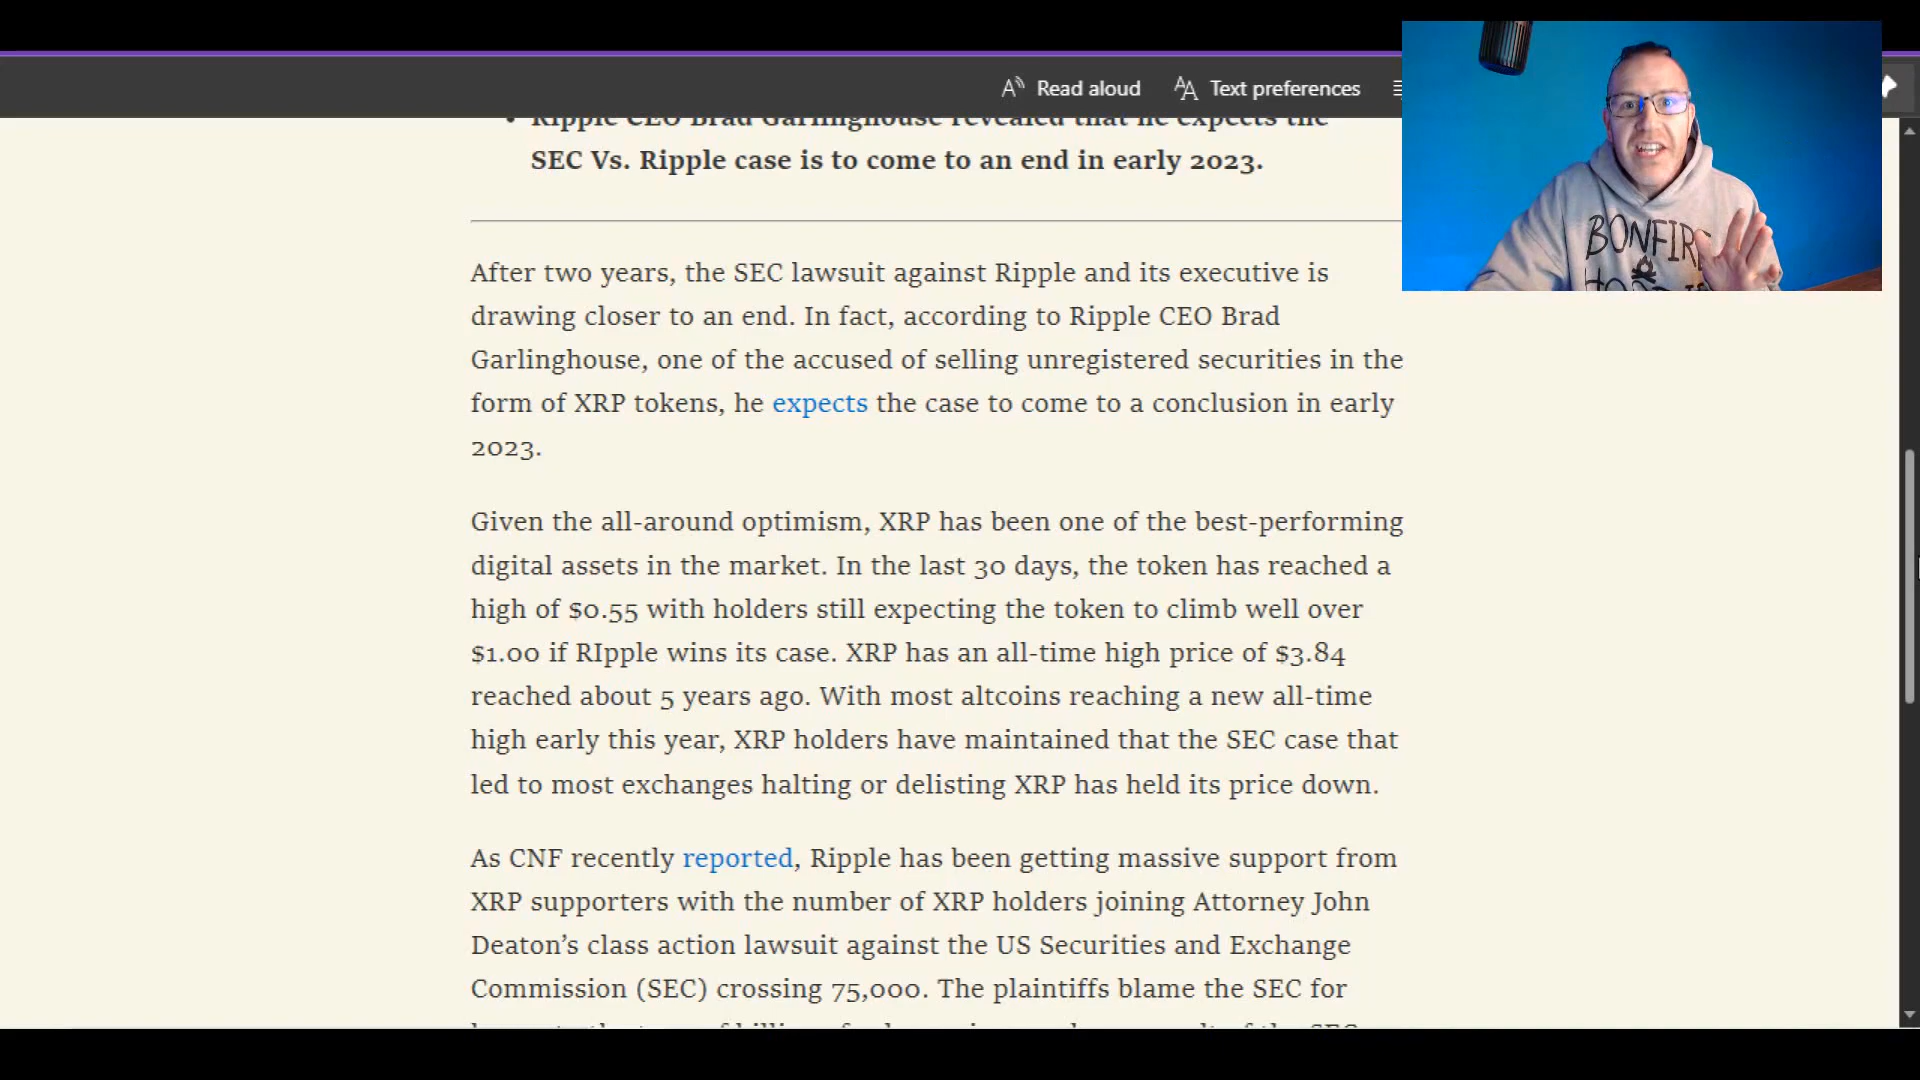 Read aloud
Text preferences
Ripple CEO Brad Garlinghouse revealed that he expects the
SEC Vs. Ripple case is to come to an end in early 2023.
After two years, the SEC lawsuit against Ripple and its executive is
drawing closer to an end. In fact, according to Ripple CEO Brad
Garlinghouse, one of the accused of selling unregistered securities in the
form of XRP tokens, he expects the case to come to a conclusion in early
2023.
Given the all-around optimism, XRP has been one of the best-performing
digital assets in the market. In the last 30 days, the token has reached a
high of $0.55 with holders still expecting the token to climb well over
$1.00 if RIpple wins its case. XRP has an all-time high price of $3.84
reached about 5 years ago. With most altcoins reaching a new all-time
high early this year, XRP holders have maintained that the SEC case that
led to most exchanges halting or delisting XRP has held its price down.
As CNF recently reported, Ripple has been getting massive support from
XRP supporters with the number of XRP holders joining Attorney John
Deaton’s class action lawsuit against the US Securities and Exchange
Commission (SEC) crossing 75,000. The plaintiffs blame the SEC for
BONFIRE